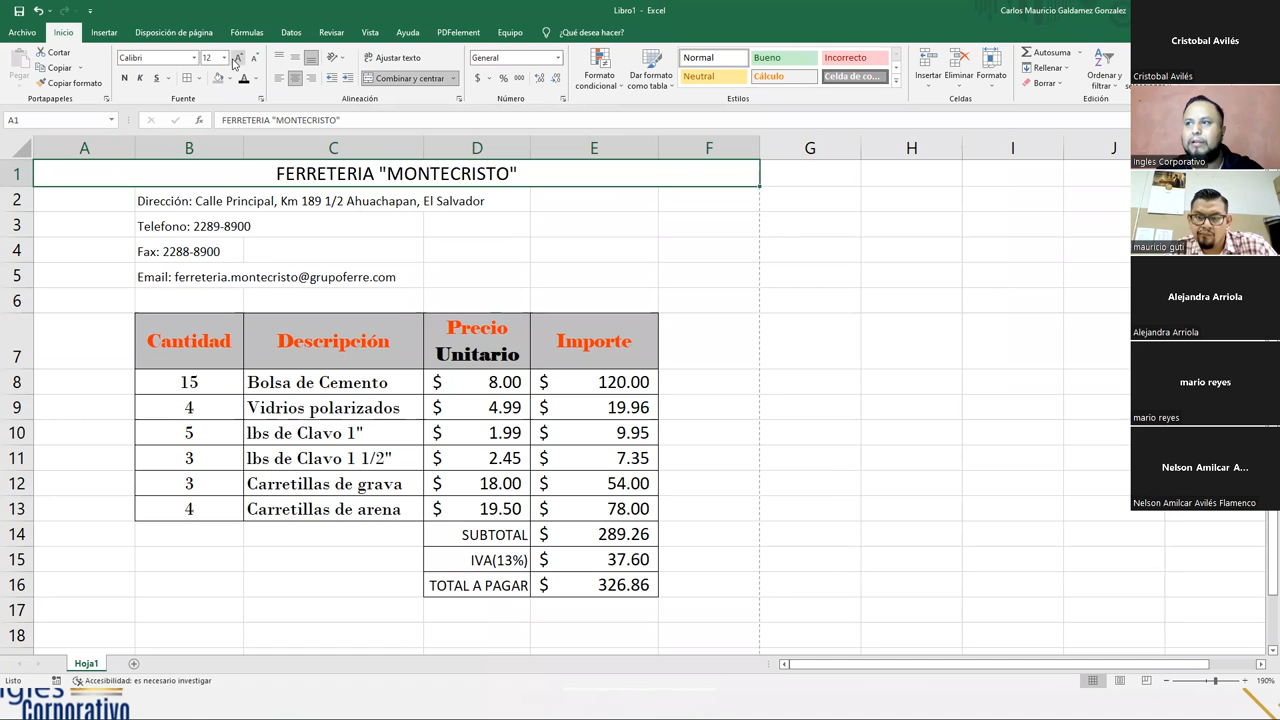 Libro1 - Excel
Carlos Mauricio Galdamez Gonzalez
Archivo Inicio Insertar Disposición de página Fórmulas Datos Revisar Vista Ayuda PDFelement Equipo ¿Qué desea hacer?
Pegar
Cortar
Copiar
Copiar formato
Portapapeles
Calibri 12
N K S
Fuente
Ajustar texto
Combinar y centrar
Alineación
General
$ % 000
Número
Formato condicional
Dar formato como tabla
Normal Bueno Incorrecto
Neutral Cálculo Celda de co...
Estilos
Insertar Eliminar Formato
Celdas
Autosuma
Rellenar
Borrar
Ordenar y filtrar
Edición
A1
fx
FERRETERIA "MONTECRISTO"
A B C D E F G H I J
1 FERRETERIA "MONTECRISTO"
2 Dirección: Calle Principal, Km 189 1/2 Ahuachapan, El Salvador
3 Telefono: 2289-8900
4 Fax: 2288-8900
5 Email: ferreteria.montecristo@grupoferre.com
6
7 Cantidad Descripción Precio Unitario Importe
8 15 Bolsa de Cemento $ 8.00 $ 120.00
9 4 Vidrios polarizados $ 4.99 $ 19.96
10 5 lbs de Clavo 1" $ 1.99 $ 9.95
11 3 lbs de Clavo 1 1/2" $ 2.45 $ 7.35
12 3 Carretillas de grava $ 18.00 $ 54.00
13 4 Carretillas de arena $ 19.50 $ 78.00
14 SUBTOTAL $ 289.26
15 IVA(13%) $ 37.60
16 TOTAL A PAGAR $ 326.86
17
18
Hoja1
Listo
Accesibilidad: es necesario investigar
190%
Ingles
Corporativo
Cristobal Avilés
Cristobal Avilés
Ingles Corporativo
mauricio guti
Alejandra Arriola
Alejandra Arriola
mario reyes
mario reyes
Nelson Amilcar A...
Nelson Amilcar Avilés Flamenco